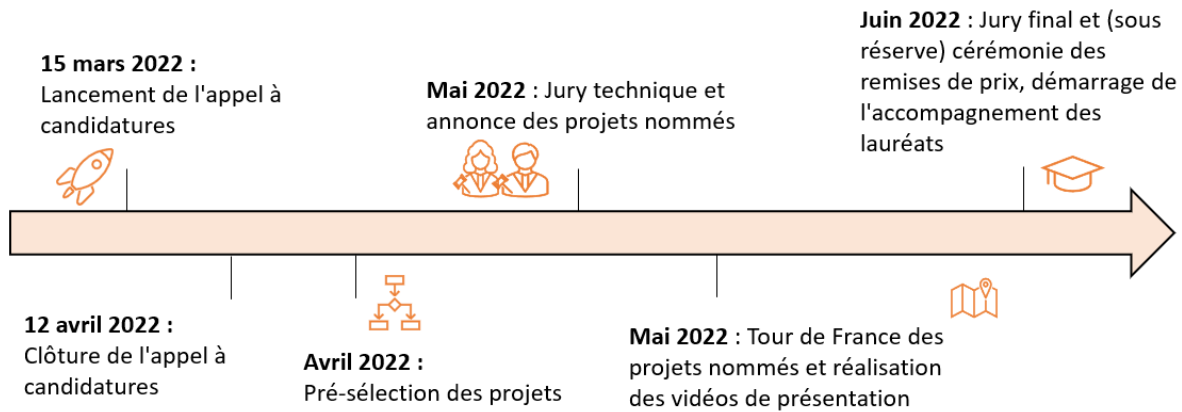 15 mars 2022 :
Lancement de l'appel à
candidatures
Mai 2022 : Jury technique et
annonce des projets nommés
Juin 2022 : Jury final et (sous
réserve) cérémonie des
remises de prix, démarrage de
l'accompagnement des
lauréats
12 avril 2022 :
Clôture de l'appel à
candidatures
Avril 2022 :
Pré-sélection des projets
Mai 2022 : Tour de France des
projets nommés et réalisation
des vidéos de présentation